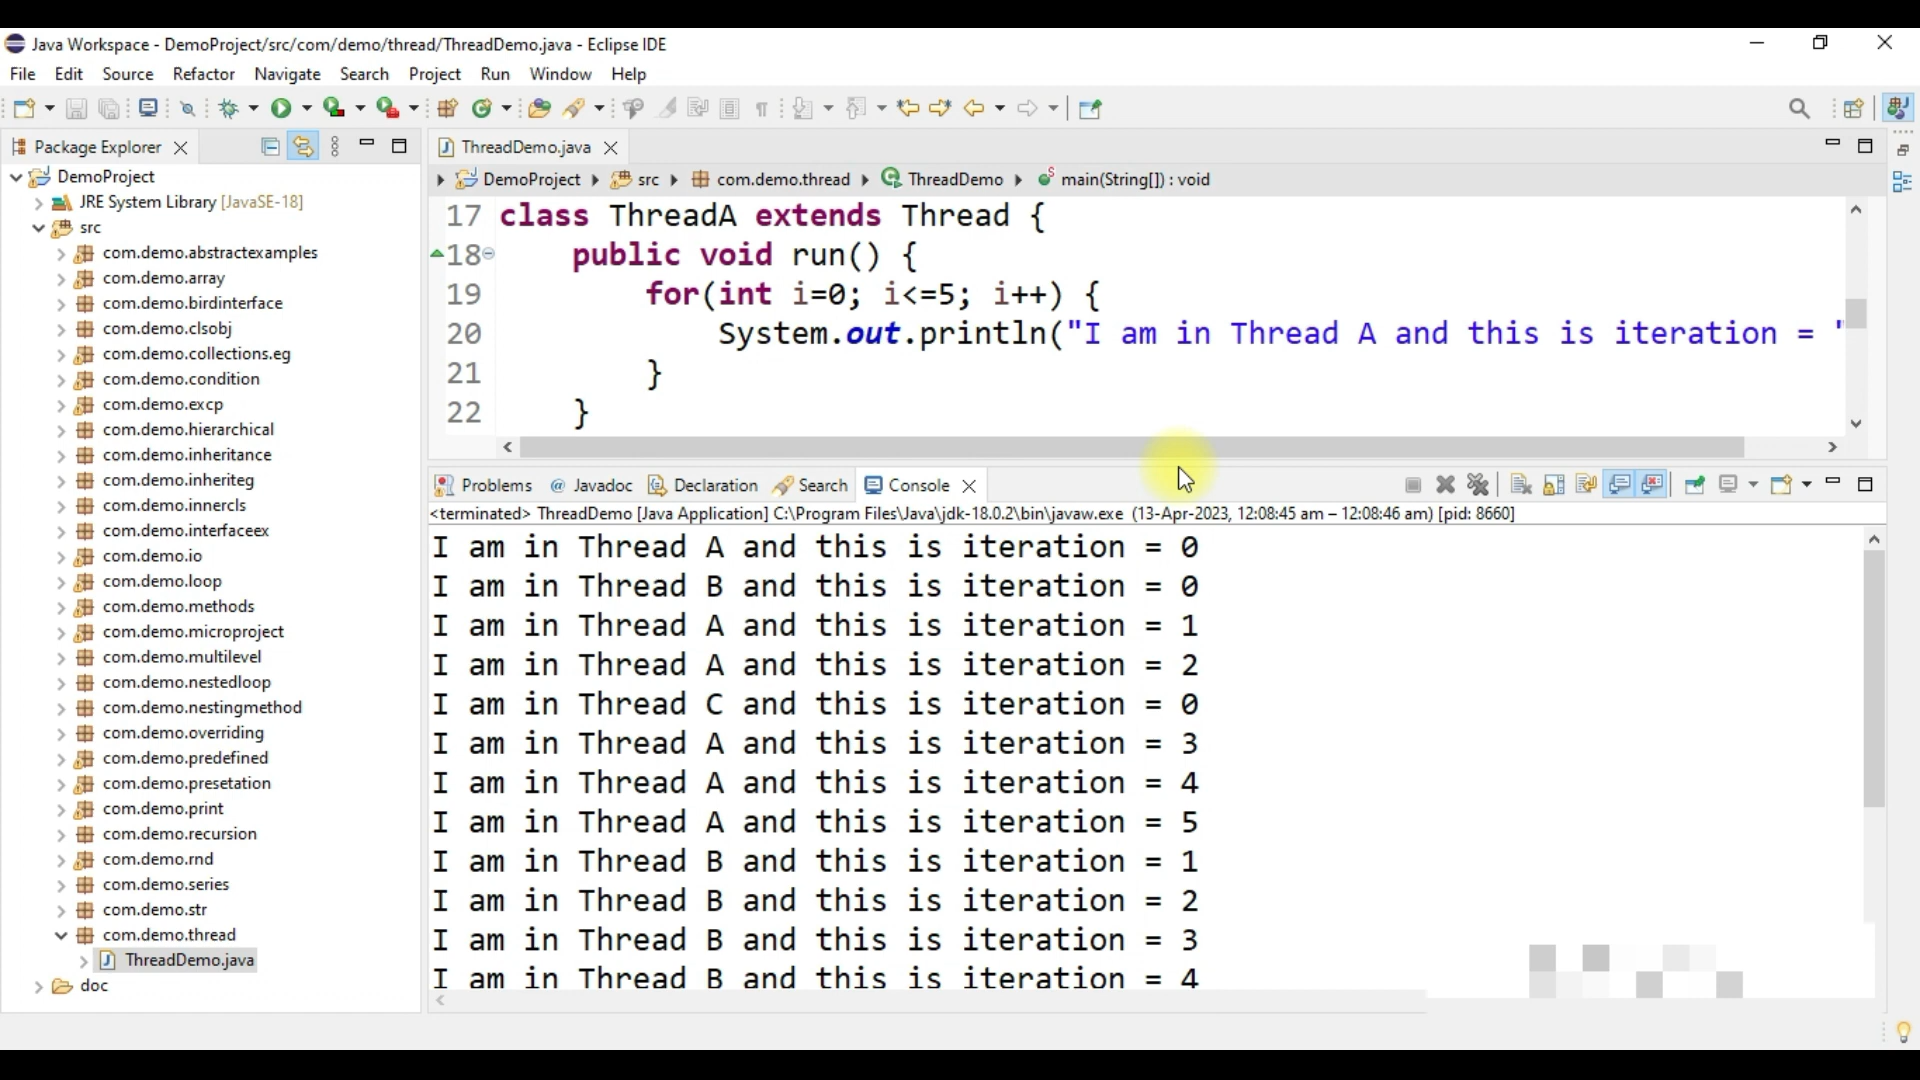 Java Workspace - DemoProject/src/com/demo/thread/ThreadDemo.java - Eclipse IDE
File Edit Source Refactor Navigate Search Project Run Window Help
Package Explorer
DemoProject
JRE System Library [JavaSE-18]
src
com.demo.abstractexamples
com.demo.array
com.demo.birdinterface
com.demo.clsobj
com.demo.collections.eg
com.demo.condition
com.demo.excp
com.demo.hierarchical
com.demo.inheritance
com.demo.inheriteg
com.demo.innercls
com.demo.interfaceex
com.demo.io
com.demo.loop
com.demo.methods
com.demo.microproject
com.demo.multilevel
com.demo.nestedloop
com.demo.nestingmethod
com.demo.overriding
com.demo.predefined
com.demo.presetation
com.demo.print
com.demo.recursion
com.demo.rnd
com.demo.series
com.demo.str
com.demo.thread
ThreadDemo.java
doc
ThreadDemo.java
DemoProject src com.demo.thread ThreadDemo main(String[]) : void
17 class ThreadA extends Thread {
18 public void run() {
19 for(int i=0; i<=5; i++) {
20 System.out.println("I am in Thread A and this is iteration = "
21 }
22 }
Problems @ Javadoc Declaration Search Console
<terminated> ThreadDemo [Java Application] C:\Program Files\Java\jdk-18.0.2\bin\javaw.exe (13-Apr-2023, 12:08:45 am – 12:08:46 am) [pid: 8660]
I am in Thread A and this is iteration = 0
I am in Thread B and this is iteration = 0
I am in Thread A and this is iteration = 1
I am in Thread A and this is iteration = 2
I am in Thread C and this is iteration = 0
I am in Thread A and this is iteration = 3
I am in Thread A and this is iteration = 4
I am in Thread A and this is iteration = 5
I am in Thread B and this is iteration = 1
I am in Thread B and this is iteration = 2
I am in Thread B and this is iteration = 3
I am in Thread B and this is iteration = 4